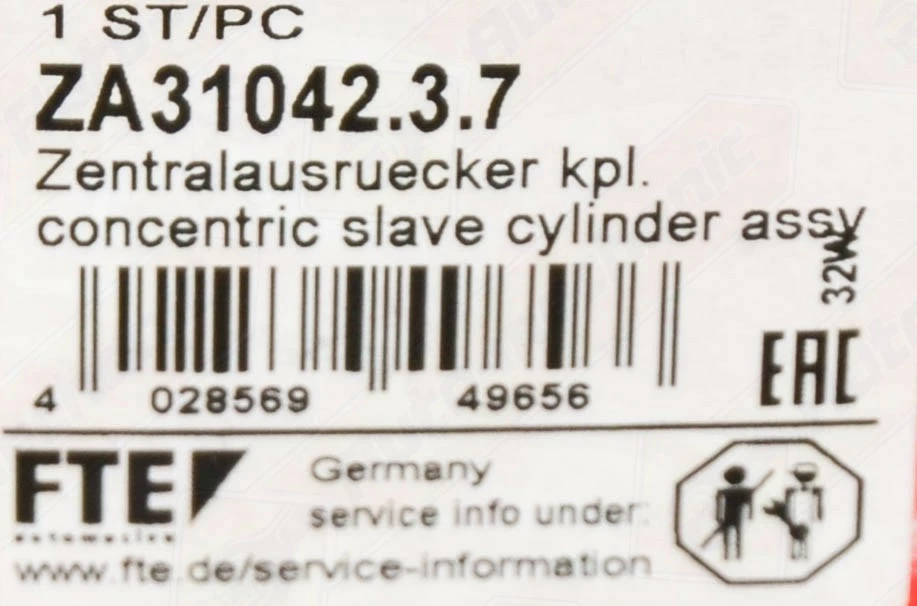 1 ST/PC
ZA31042.3.7
Zentralausruecker kpl.
concentric slave cylinder assy
32W
4 028569 49656
EAC
FTE
automotive
Germany
service info under:
www.fte.de/service-information